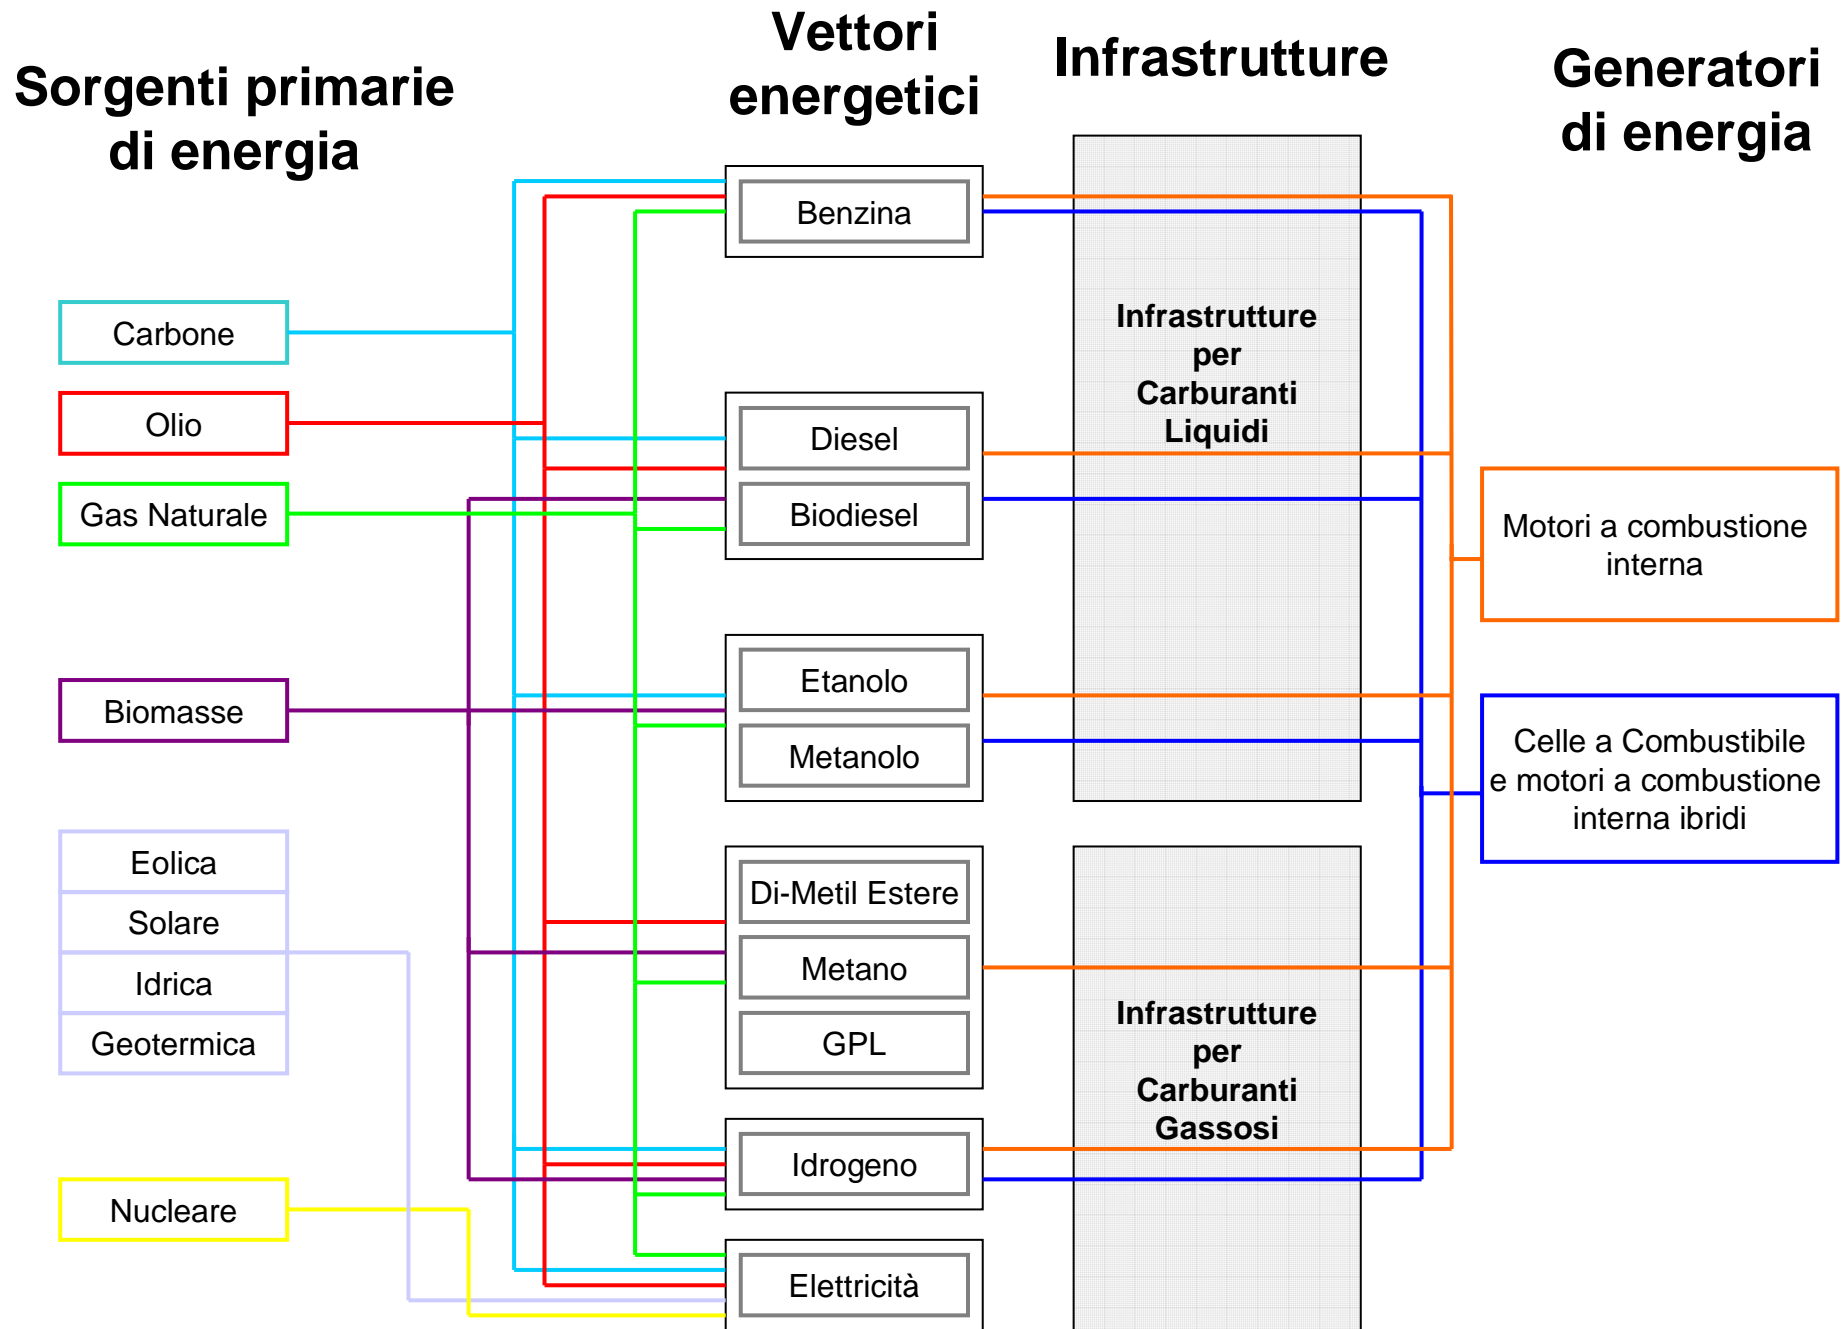 Sorgenti primarie
di energia
Vettori
energetici
Infrastrutture
Generatori
di energia
Carbone
Olio
Gas Naturale
Biomasse
Eolica
Solare
Idrica
Geotermica
Nucleare
Benzina
Diesel
Biodiesel
Etanolo
Metanolo
Di-Metil Estere
Metano
GPL
Idrogeno
Elettricità
Infrastrutture
per
Carburanti
Liquidi
Infrastrutture
per
Carburanti
Gassosi
Motori a combustione
interna
Celle a Combustibile
e motori a combustione
interna ibridi